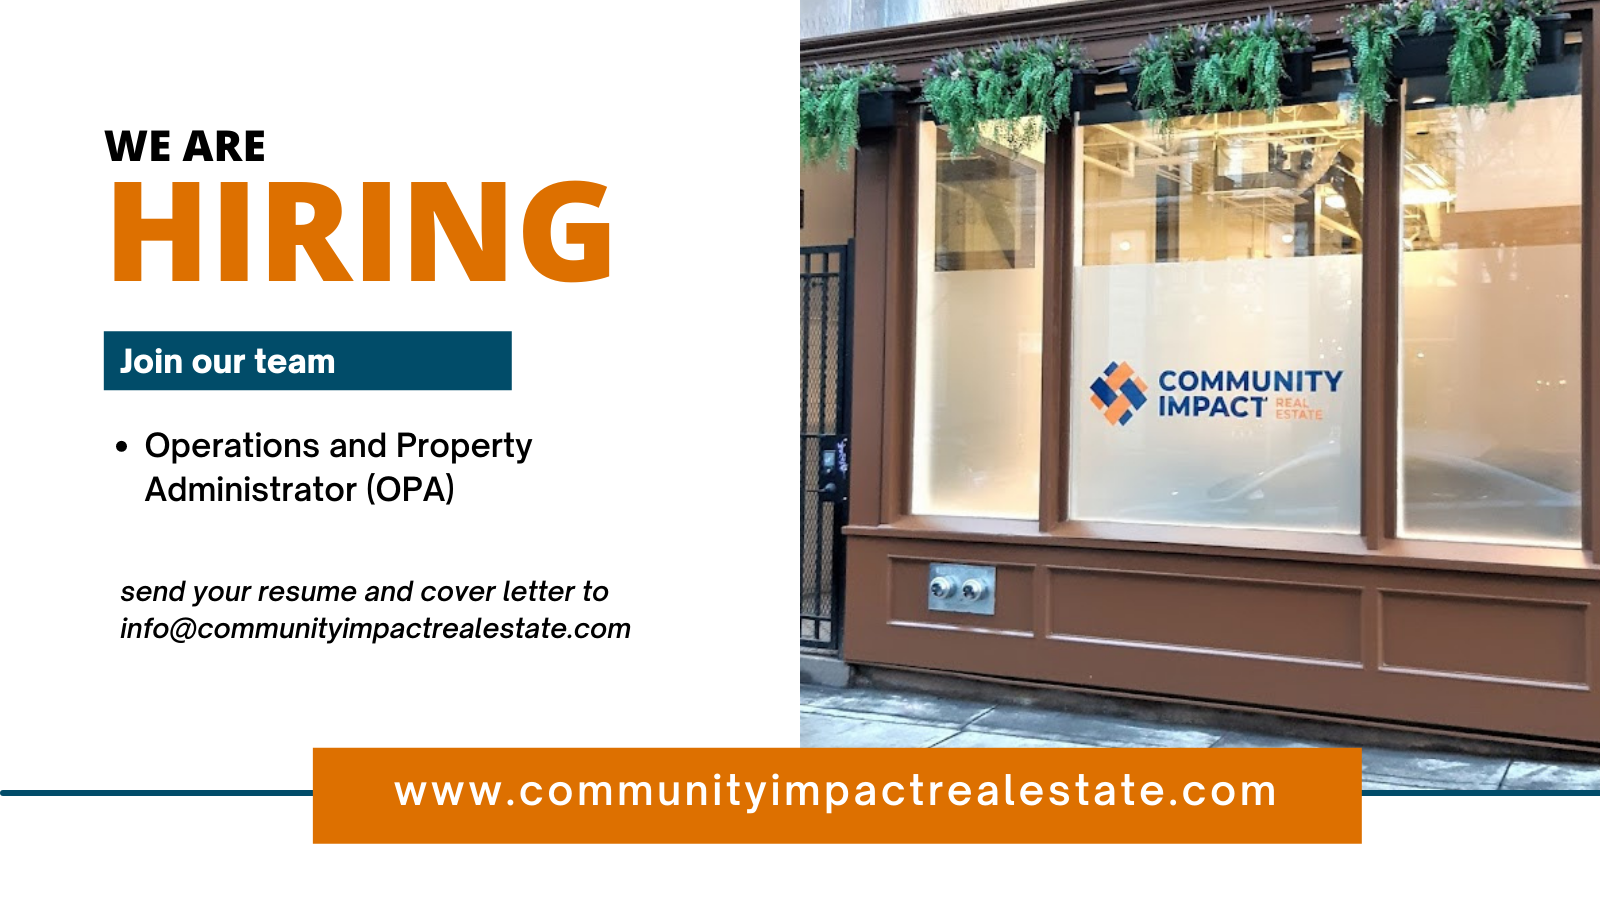 WE ARE
HIRING
Join our team
• Operations and Property
Administrator (OPA)
send your resume and cover letter to
info@communityimpactrealestate.com
COMMUNITY
IMPACT REAL
ESTATE
www.communityimpactrealestate.com